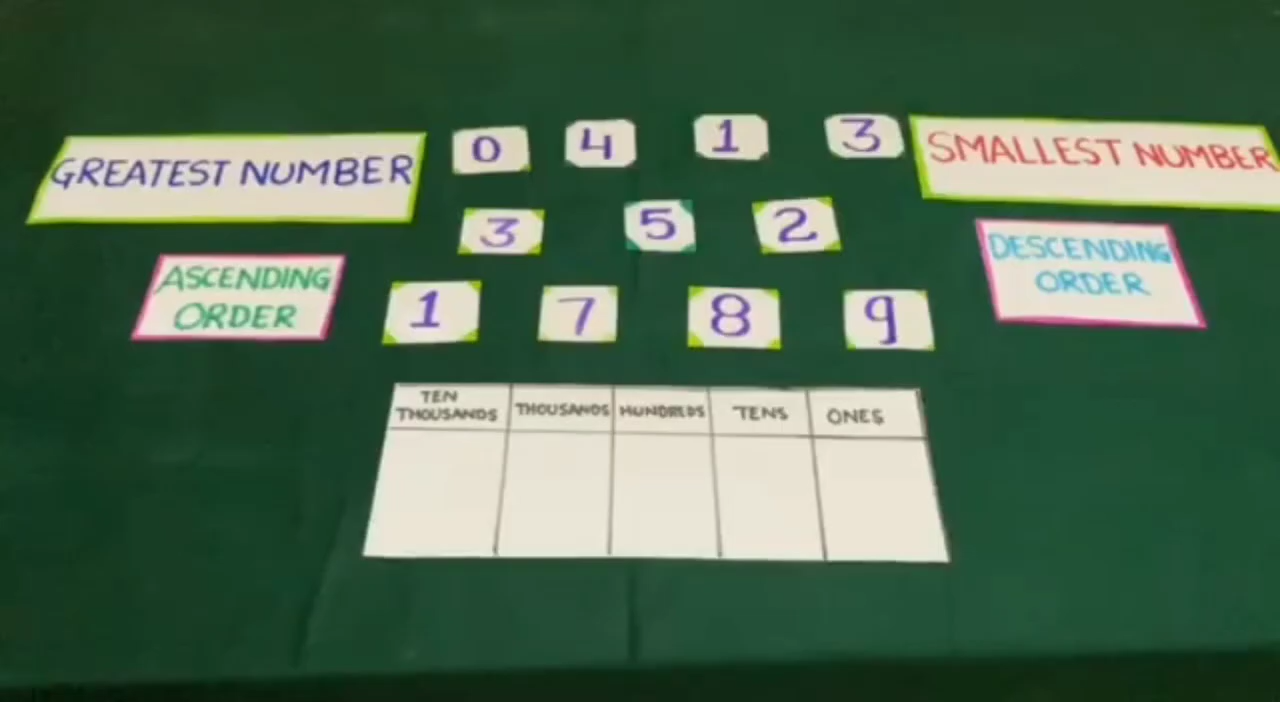 GREATEST NUMBER
0 4 1 3
SMALLEST NUMBER
3 5 2
ASCENDING
ORDER
DESCENDING
ORDER
1 7 8 9
TEN
THOUSANDS
THOUSANDS
HUNDREDS
TENS
ONES